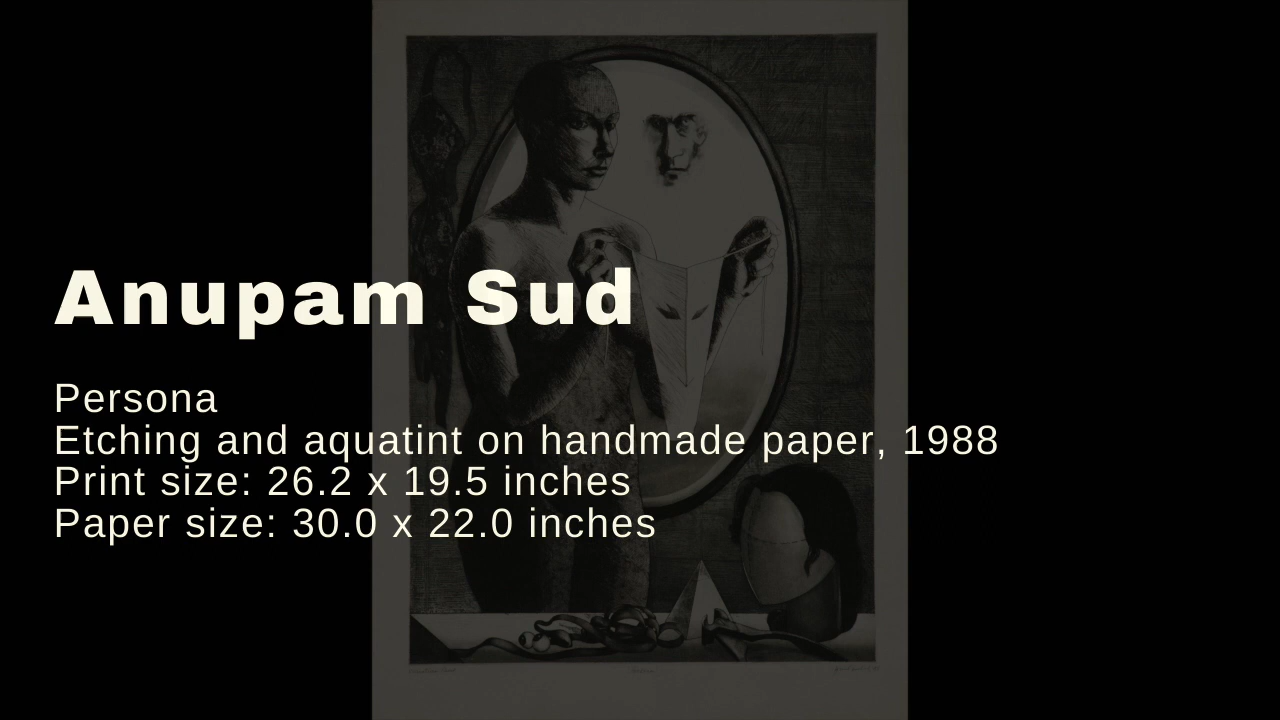 Anupam Sud
Persona
Etching and aquatint on handmade paper, 1988
Print size: 26.2 x 19.5 inches
Paper size: 30.0 x 22.0 inches